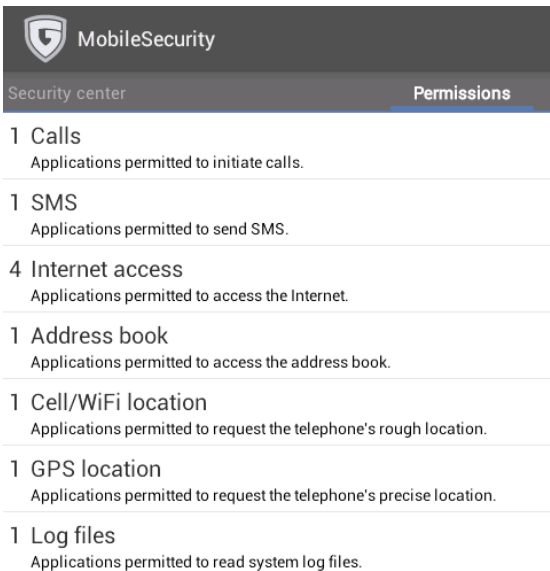 MobileSecurity
Security center Permissions
1 Calls
Applications permitted to initiate calls.
1 SMS
Applications permitted to send SMS.
4 Internet access
Applications permitted to access the Internet.
1 Address book
Applications permitted to access the address book.
1 Cell/WiFi location
Applications permitted to request the telephone's rough location.
1 GPS location
Applications permitted to request the telephone's precise location.
1 Log files
Applications permitted to read system log files.